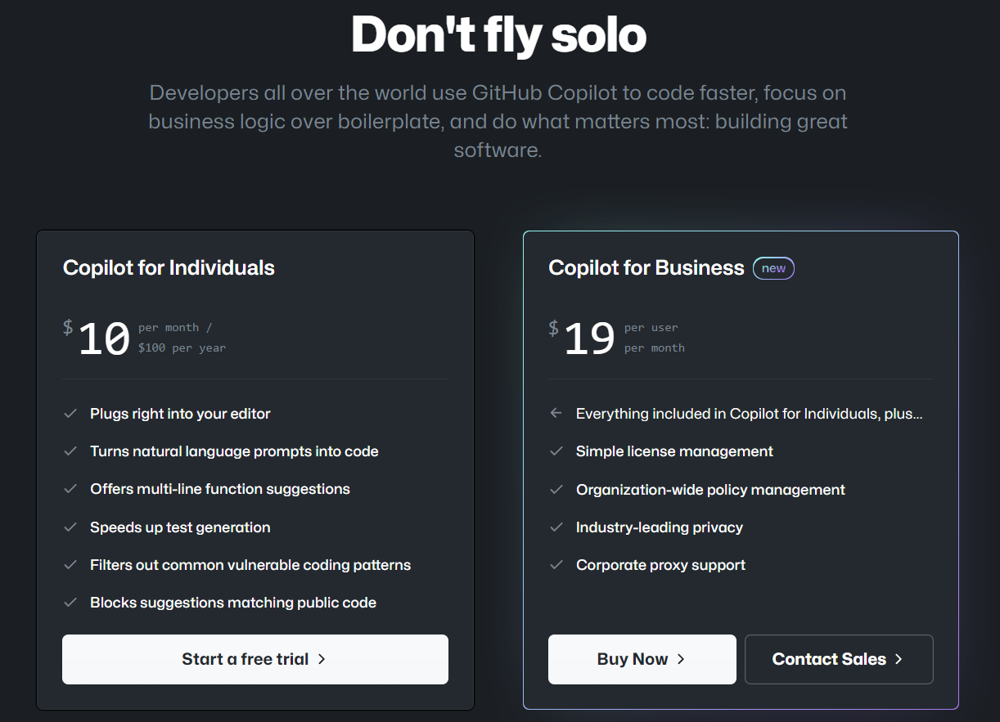 Don't fly solo
Developers all over the world use GitHub Copilot to code faster, focus on
business logic over boilerplate, and do what matters most: building great
software.
Copilot for Individuals
$10 per month /
$100 per year
Plugs right into your editor
Turns natural language prompts into code
Offers multi-line function suggestions
Speeds up test generation
Filters out common vulnerable coding patterns
Blocks suggestions matching public code
Start a free trial
Copilot for Business new
$19 per user
per month
Everything included in Copilot for Individuals, plus...
Simple license management
Organization-wide policy management
Industry-leading privacy
Corporate proxy support
Buy Now
Contact Sales